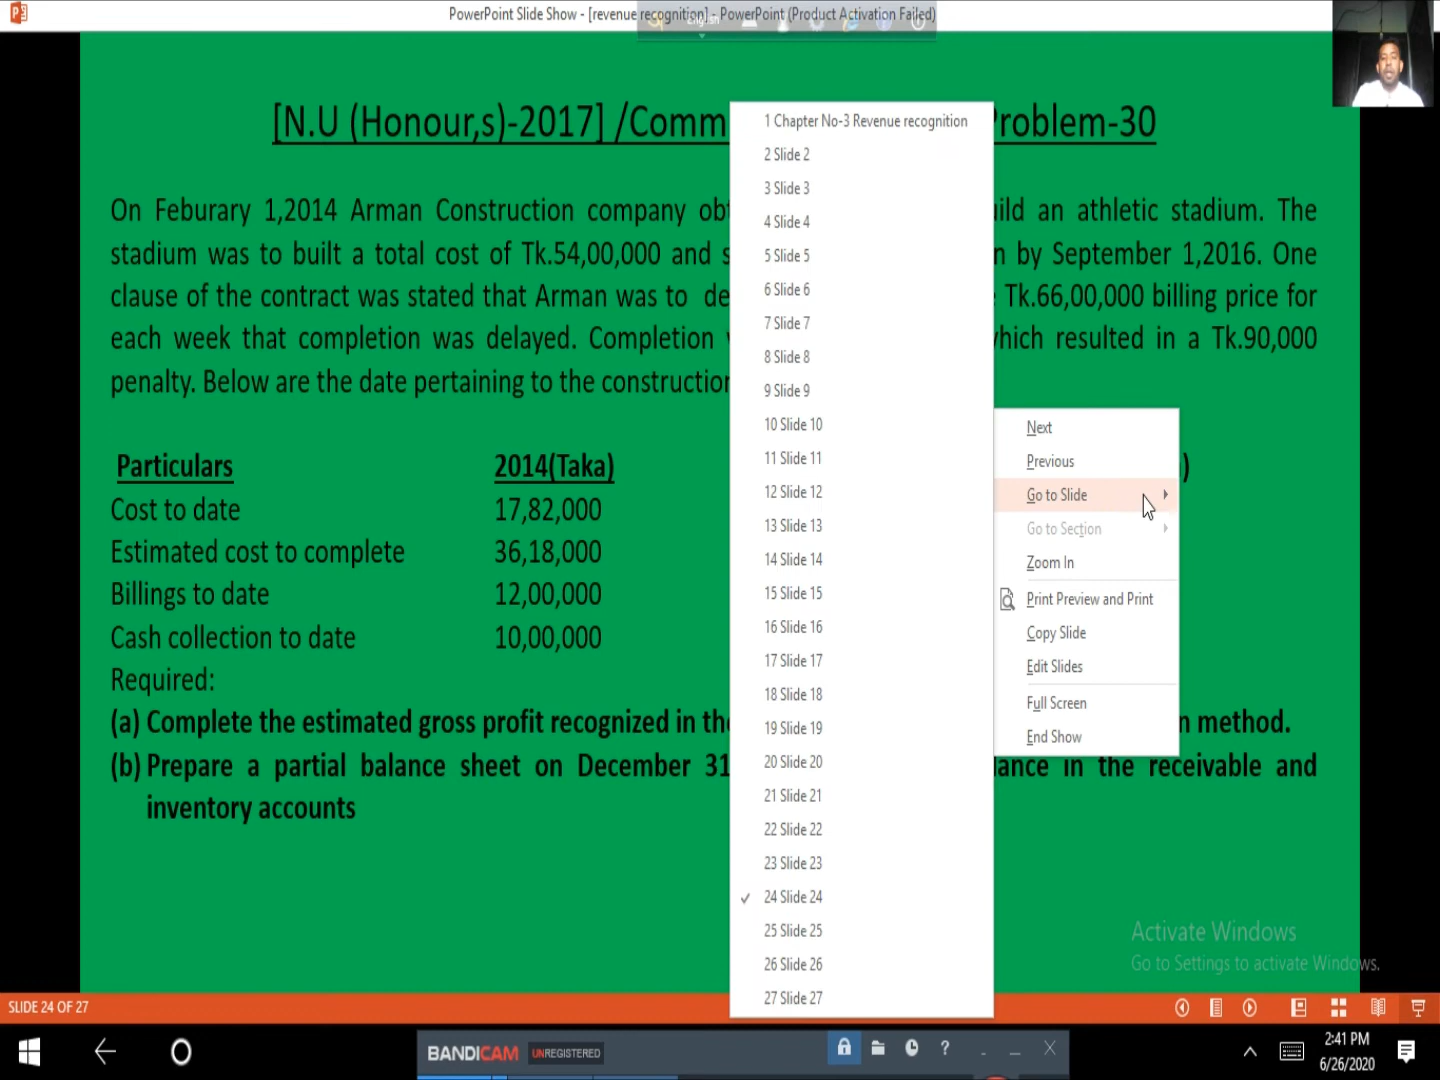 PowerPoint Slide Show - [revenue recognition] - PowerPoint (Product Activation Failed)
[N.U (Honour,s)-2017] /Comm
Problem-30
On Feburary 1,2014 Arman Construction company
an athletic stadium. The
stadium was to built a total cost of Tk.54,00,000 and
by September 1,2016. One
clause of the contract was stated that Arman was to
Tk.66,00,000 billing price for
each week that completion was delayed. Completion
which resulted in a Tk.90,000
penalty. Below are the date pertaining to the construction
Particulars 2014(Taka)
Cost to date 17,82,000
Estimated cost to complete 36,18,000
Billings to date 12,00,000
Cash collection to date 10,00,000
Required:
(a) Complete the estimated gross profit recognized in the
method.
(b) Prepare a partial balance sheet on December 31
in the receivable and
inventory accounts
1 Chapter No-3 Revenue recognition
2 Slide 2
3 Slide 3
4 Slide 4
5 Slide 5
6 Slide 6
7 Slide 7
8 Slide 8
9 Slide 9
10 Slide 10
11 Slide 11
12 Slide 12
13 Slide 13
14 Slide 14
15 Slide 15
16 Slide 16
17 Slide 17
18 Slide 18
19 Slide 19
20 Slide 20
21 Slide 21
22 Slide 22
23 Slide 23
24 Slide 24
25 Slide 25
26 Slide 26
27 Slide 27
Next
Previous
Go to Slide
Go to Section
Zoom In
Print Preview and Print
Copy Slide
Edit Slides
Full Screen
End Show
Activate Windows
Go to Settings to activate Windows.
SLIDE 24 OF 27
BANDICAM UNREGISTERED
2:41 PM
6/26/2020